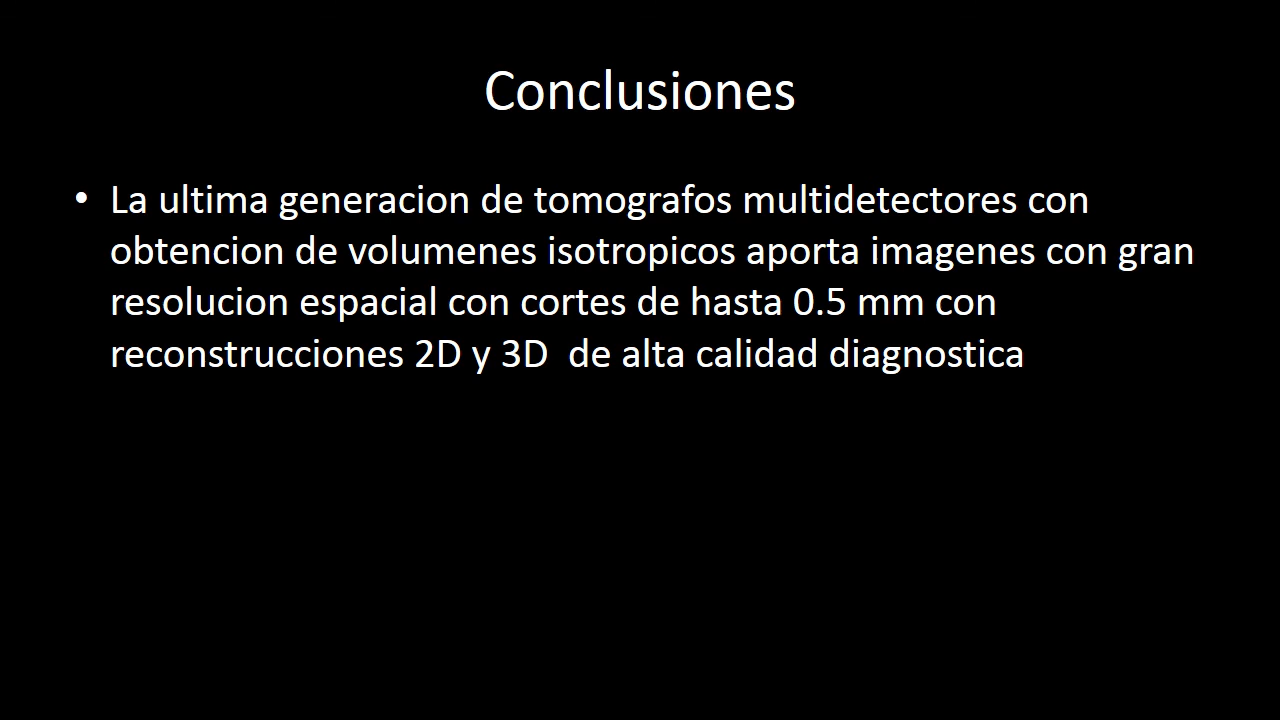 Conclusiones
• La ultima generacion de tomografos multidetectores con
obtencion de volumenes isotropicos aporta imagenes con gran
resolucion espacial con cortes de hasta 0.5 mm con
reconstrucciones 2D y 3D  de alta calidad diagnostica